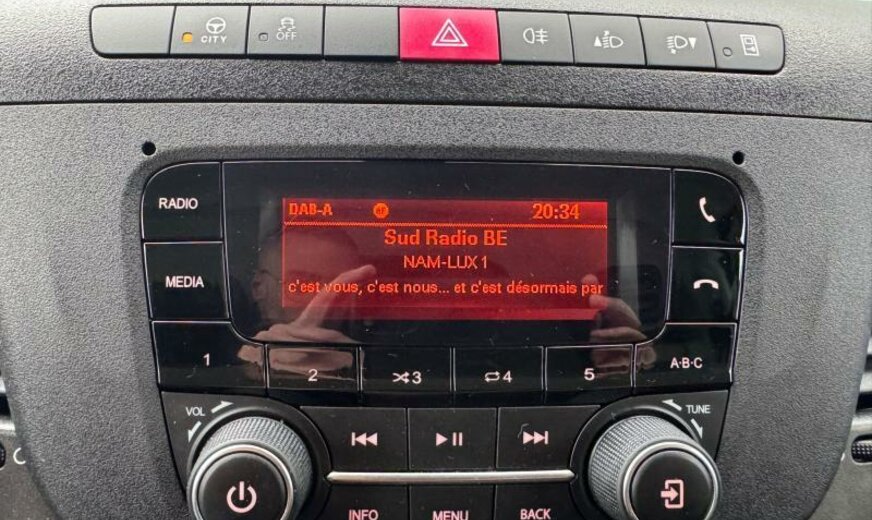 CITY
OFF
RADIO
DAB-A 20:34
Sud Radio BE
NAM-LUX 1
MEDIA
c'est vous, c'est nous... et c'est désormais par
1
2
3
4
5
A·B·C
VOL
TUNE
INFO
MENU
BACK